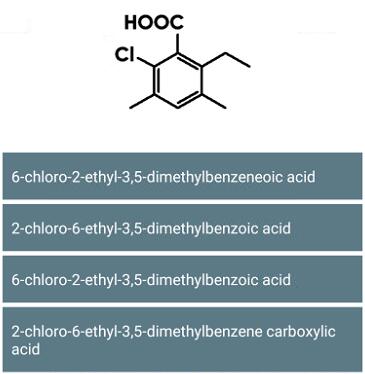 HOOC
Cl
6-chloro-2-ethyl-3,5-dimethylbenzeneoic acid
2-chloro-6-ethyl-3,5-dimethylbenzoic acid
6-chloro-2-ethyl-3,5-dimethylbenzoic acid
2-chloro-6-ethyl-3,5-dimethylbenzene carboxylic
acid